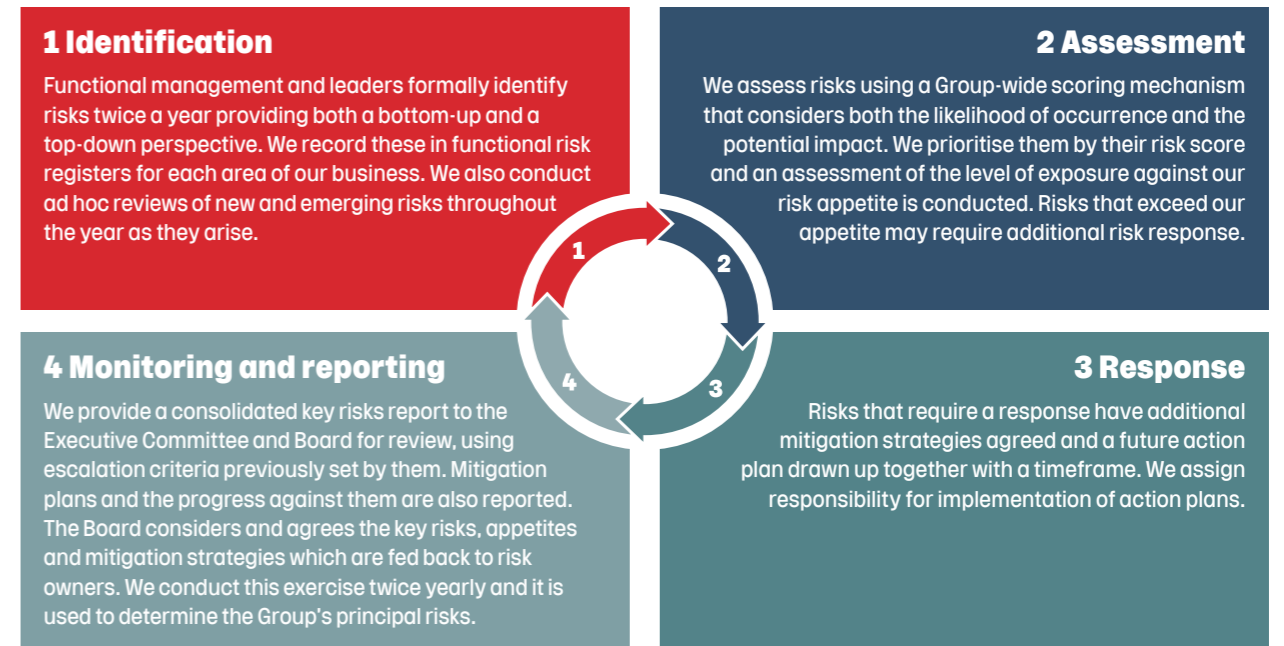 1 Identification
Functional management and leaders formally identify
risks twice a year providing both a bottom-up and a
top-down perspective. We record these in functional risk
registers for each area of our business. We also conduct
ad hoc reviews of new and emerging risks throughout
the year as they arise.
2 Assessment
We assess risks using a Group-wide scoring mechanism
that considers both the likelihood of occurrence and the
potential impact. We prioritise them by their risk score
and an assessment of the level of exposure against our
risk appetite is conducted. Risks that exceed our
appetite may require additional risk response.
1
2
3
4
4 Monitoring and reporting
We provide a consolidated key risks report to the
Executive Committee and Board for review, using
escalation criteria previously set by them. Mitigation
plans and the progress against them are also reported.
The Board considers and agrees the key risks, appetites
and mitigation strategies which are fed back to risk
owners. We conduct this exercise twice yearly and it is
used to determine the Group's principal risks.
3 Response
Risks that require a response have additional
mitigation strategies agreed and a future action
plan drawn up together with a timeframe. We assign
responsibility for implementation of action plans.